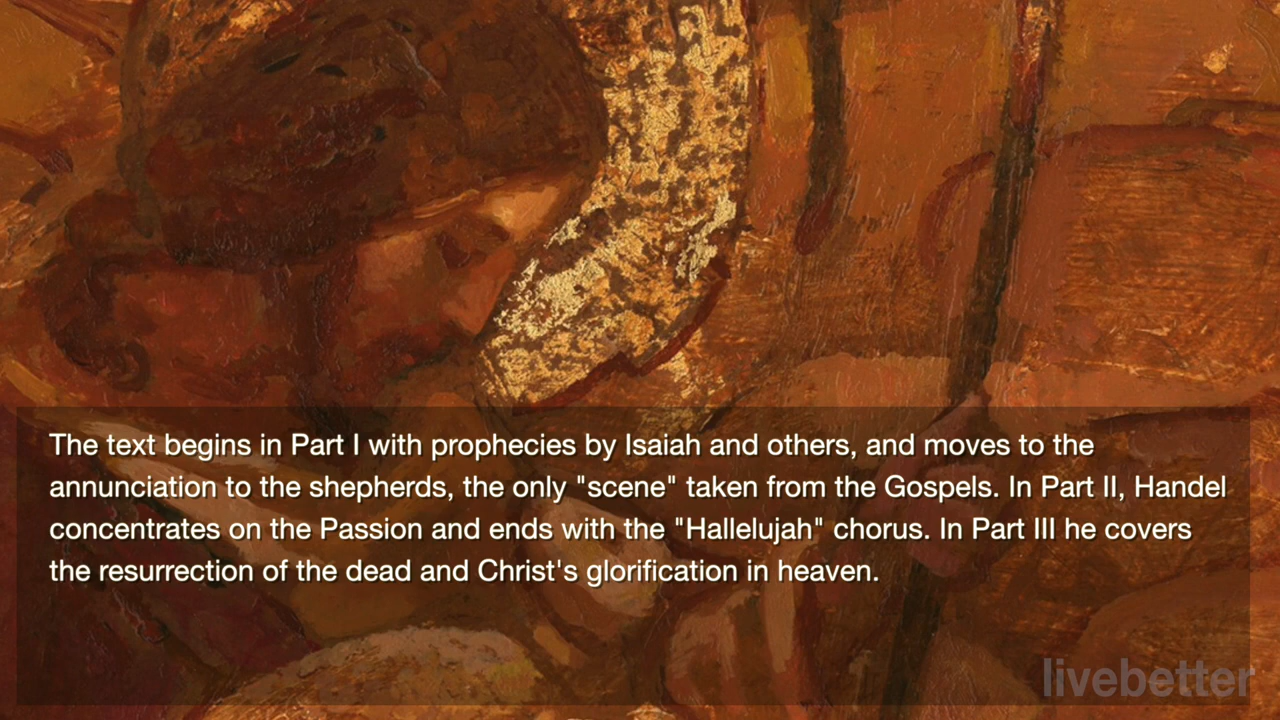 The text begins in Part I with prophecies by Isaiah and others, and moves to the
annunciation to the shepherds, the only "scene" taken from the Gospels. In Part II, Handel
concentrates on the Passion and ends with the "Hallelujah" chorus. In Part III he covers
the resurrection of the dead and Christ's glorification in heaven.
livebetter